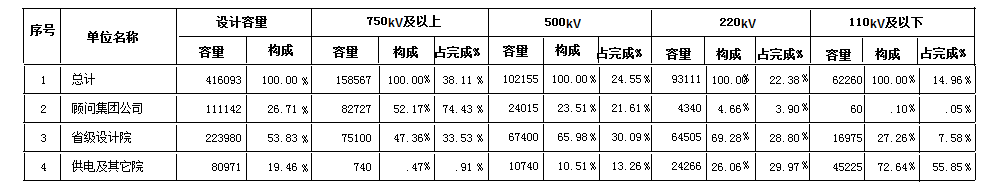 序号 单位名称 设计容量 750kV及以上 500kV 220kV 110kV及以下
容量 构成 容量 构成 占完成% 容量 构成 占完成% 容量 构成 占完成% 容量 构成 占完成%
1 总计 416093 100.00% 158567 100.00% 38.11% 102155 100.00% 24.55% 93111 100.00% 22.38% 62260 100.00% 14.96%
2 顾问集团公司 111142 26.71% 82727 52.17% 74.43% 24015 23.51% 21.61% 4340 4.66% 3.90% 60 .10% .05%
3 省级设计院 223980 53.83% 75100 47.36% 33.53% 67400 65.98% 30.09% 64505 69.28% 28.80% 16975 27.26% 7.58%
4 供电及其它院 80971 19.46% 740 .47% .91% 10740 10.51% 13.26% 24266 26.06% 29.97% 45225 72.64% 55.85%